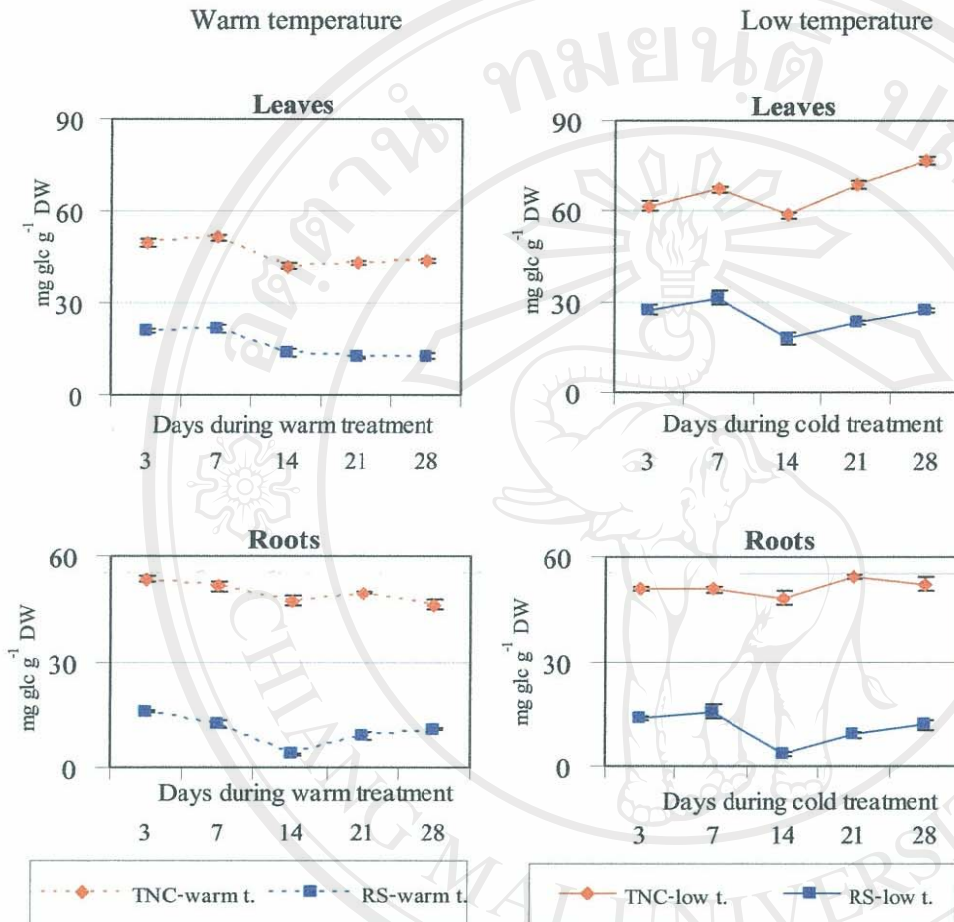 Warm temperature
Low temperature
Leaves
90
60
30
0
mg glc g⁻¹ DW
Days during warm treatment
3 7 14 21 28
Leaves
90
60
30
0
mg glc g⁻¹ DW
Days during cold treatment
3 7 14 21 28
Roots
60
30
0
mg glc g⁻¹ DW
Days during warm treatment
3 7 14 21 28
Roots
60
30
0
mg glc g⁻¹ DW
Days during cold treatment
3 7 14 21 28
TNC-warm t. RS-warm t.
TNC-low t. RS-low t.
CHIANG MAI UNIVERS